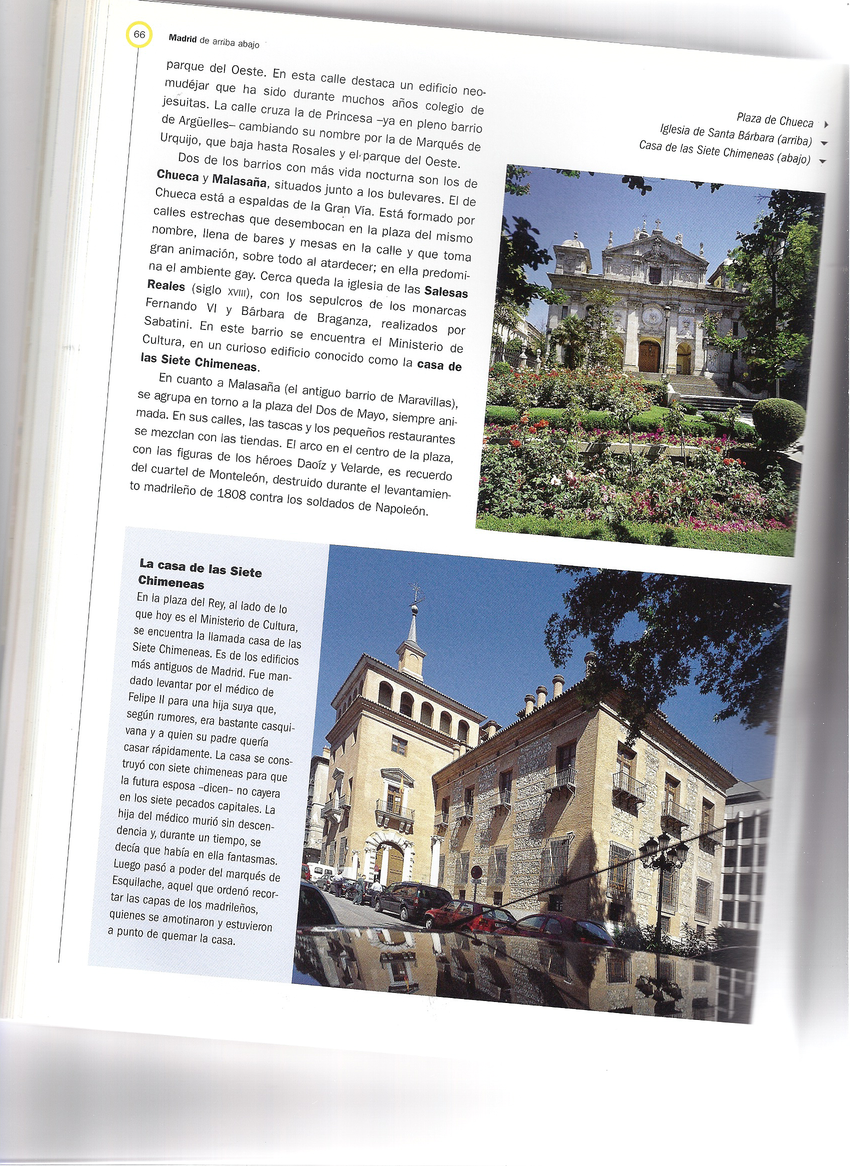 66
Madrid de arriba abajo
parque del Oeste. En esta calle destaca un edificio neo-
mudéjar que ha sido durante muchos años colegio de
jesuitas. La calle cruza la de Princesa –ya en pleno barrio
de Argüelles– cambiando su nombre por la de Marqués de
Urquijo, que baja hasta Rosales y el parque del Oeste.
Dos de los barrios con más vida nocturna son los de
Chueca y Malasaña, situados junto a los bulevares. El de
Chueca está a espaldas de la Gran Vía. Está formado por
calles estrechas que desembocan en la plaza del mismo
nombre, llena de bares y mesas en la calle y que toma
gran animación, sobre todo al atardecer; en ella predomi-
na el ambiente gay. Cerca queda la iglesia de las Salesas
Reales (siglo XVIII), con los sepulcros de los monarcas
Fernando VI y Bárbara de Braganza, realizados por
Sabatini. En este barrio se encuentra el Ministerio de
Cultura, en un curioso edificio conocido como la casa de
las Siete Chimeneas.
En cuanto a Malasaña (el antiguo barrio de Maravillas),
se agrupa en torno a la plaza del Dos de Mayo, siempre ani-
mada. En sus calles, las tascas y los pequeños restaurantes
se mezclan con las tiendas. El arco en el centro de la plaza,
con las figuras de los héroes Daoíz y Velarde, es recuerdo
del cuartel de Monteleón, destruido durante el levantamien-
to madrileño de 1808 contra los soldados de Napoleón.
Plaza de Chueca
Iglesia de Santa Bárbara (arriba)
Casa de las Siete Chimeneas (abajo)
La casa de las Siete
Chimeneas
En la plaza del Rey, al lado de lo
que hoy es el Ministerio de Cultura,
se encuentra la llamada casa de las
Siete Chimeneas. Es de los edificios
más antiguos de Madrid. Fue man-
dado levantar por el médico de
Felipe II para una hija suya que,
según rumores, era bastante casqui-
vana y a quien su padre quería
casar rápidamente. La casa se cons-
truyó con siete chimeneas para que
la futura esposa –dicen– no cayera
en los siete pecados capitales. La
hija del médico murió sin descen-
dencia y, durante un tiempo, se
decía que había en ella fantasmas.
Luego pasó a poder del marqués de
Esquilache, aquel que ordenó recor-
tar las capas de los madrileños,
quienes se amotinaron y estuvieron
a punto de quemar la casa.